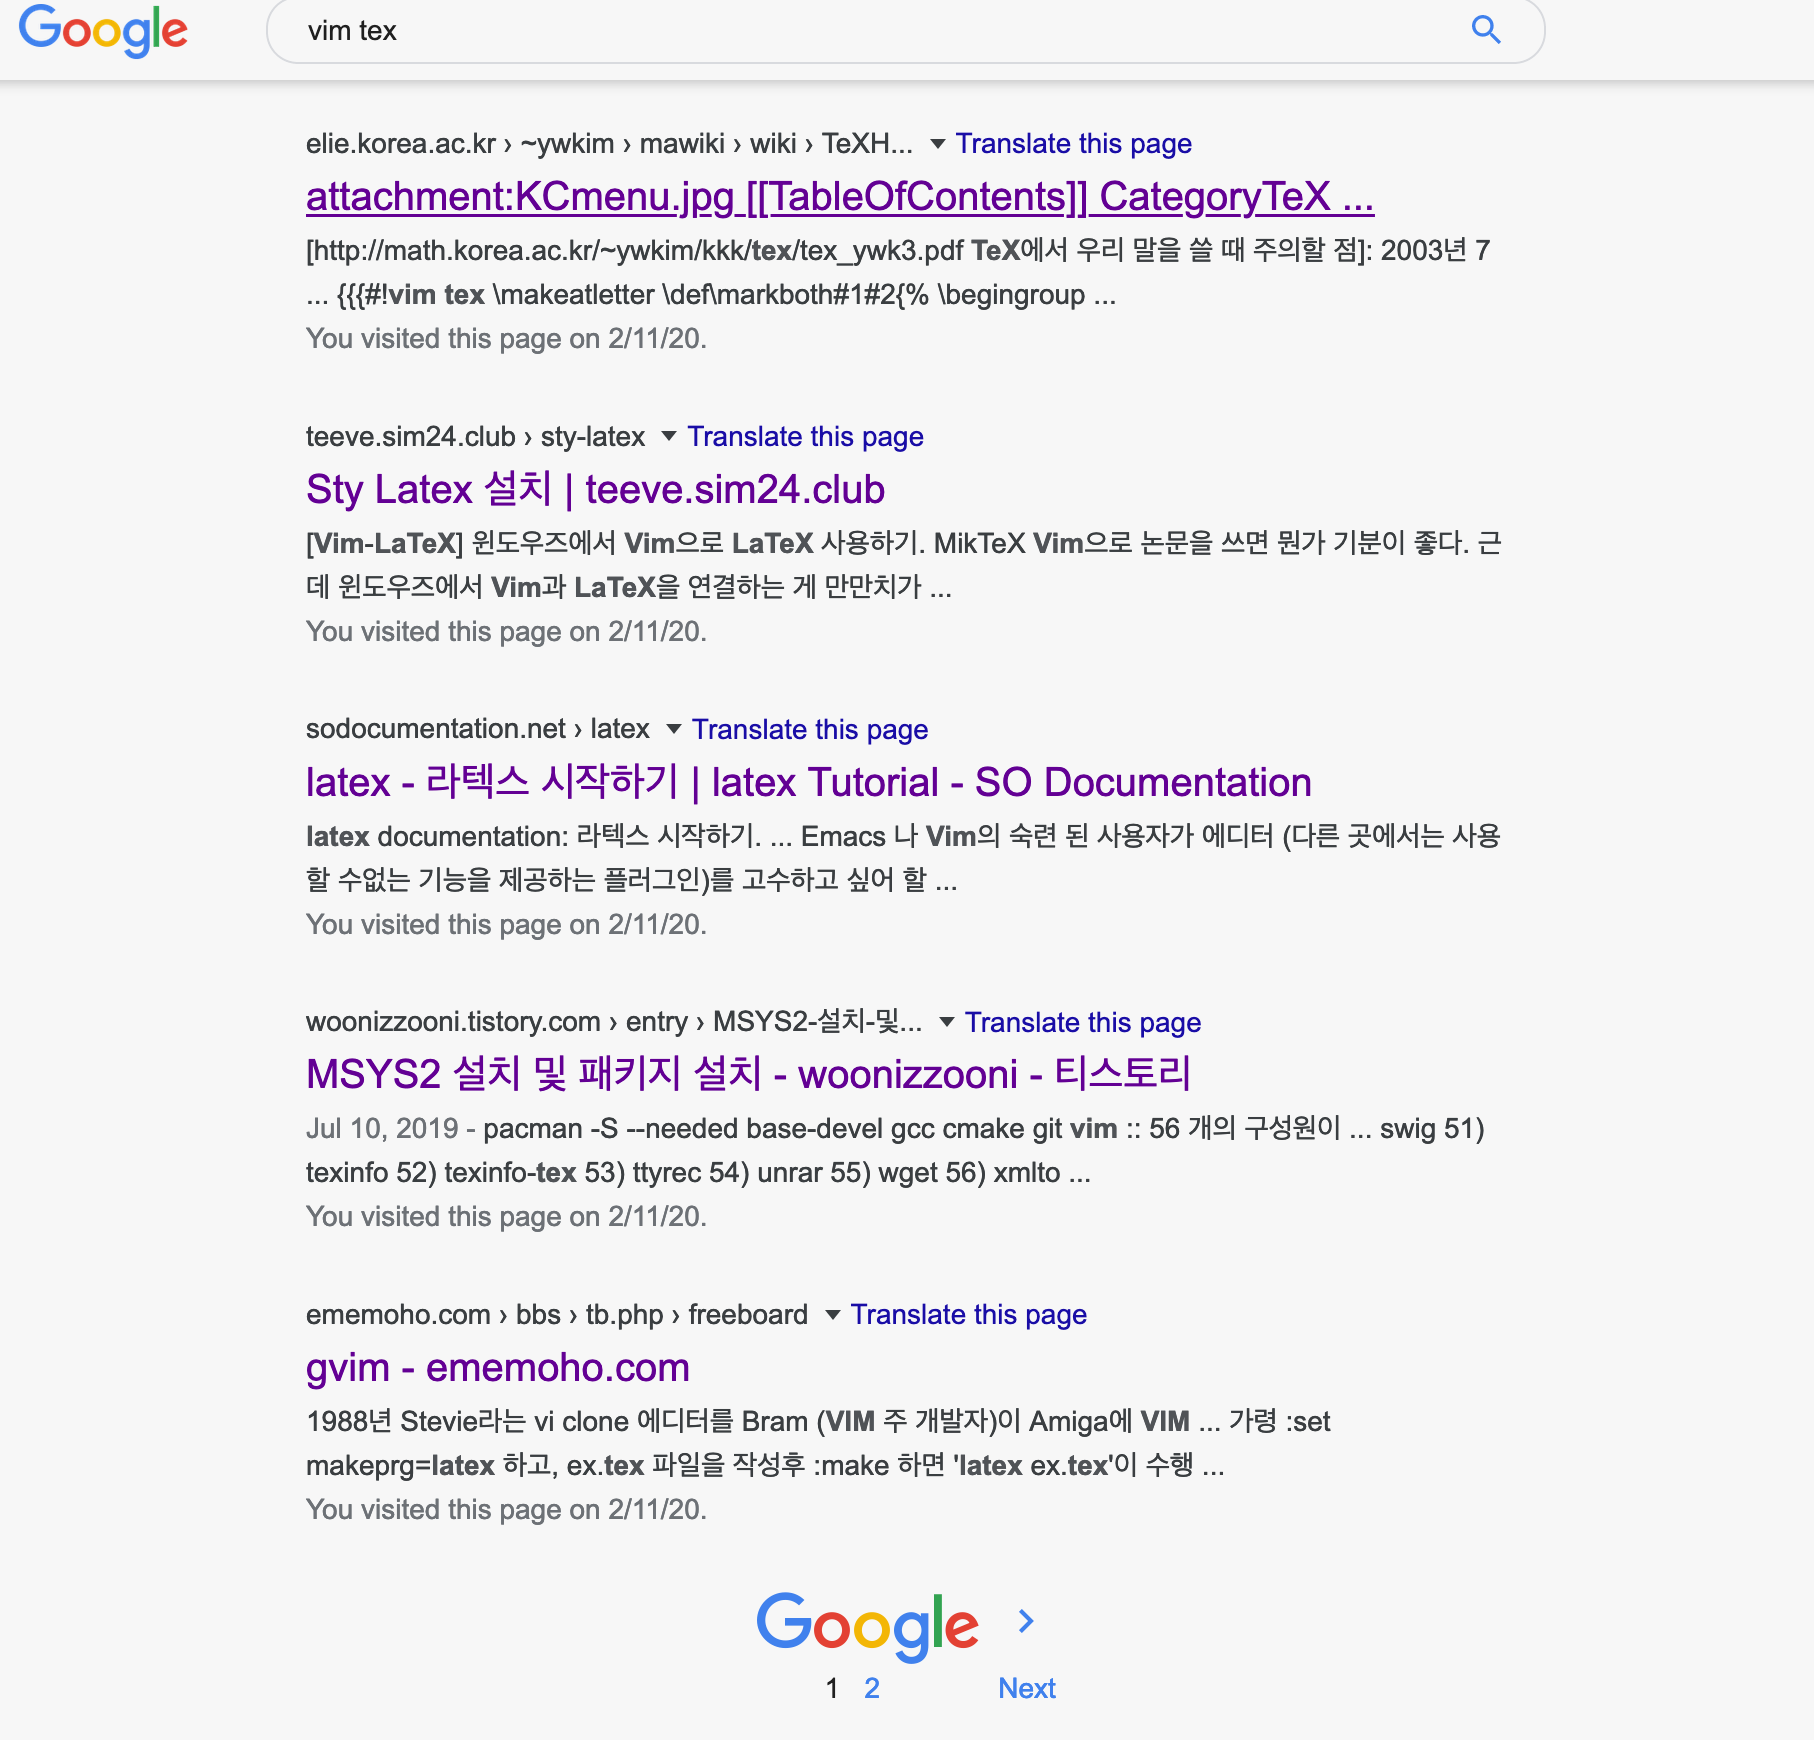 Google
vim tex
elie.korea.ac.kr › ~ywkim › mawiki › wiki › TeXH... ▼ Translate this page
attachment:KCmenu.jpg [[TableOfContents]] CategoryTeX ...
[http://math.korea.ac.kr/~ywkim/kkk/tex/tex_ywk3.pdf TeX에서 우리 말을 쓸 때 주의할 점]: 2003년 7
... {{{#!vim tex \makeatletter \def\markboth#1#2{% \begingroup ...
You visited this page on 2/11/20.
teeve.sim24.club › sty-latex ▼ Translate this page
Sty Latex 설치 | teeve.sim24.club
[Vim-LaTeX] 윈도우즈에서 Vim으로 LaTeX 사용하기. MikTeX Vim으로 논문을 쓰면 뭔가 기분이 좋다. 근
데 윈도우즈에서 Vim과 LaTeX을 연결하는 게 만만치가 ...
You visited this page on 2/11/20.
sodocumentation.net › latex ▼ Translate this page
latex - 라텍스 시작하기 | latex Tutorial - SO Documentation
latex documentation: 라텍스 시작하기. ... Emacs 나 Vim의 숙련 된 사용자가 에디터 (다른 곳에서는 사용
할 수없는 기능을 제공하는 플러그인)를 고수하고 싶어 할 ...
You visited this page on 2/11/20.
woonizzooni.tistory.com › entry › MSYS2-설치-및... ▼ Translate this page
MSYS2 설치 및 패키지 설치 - woonizzooni - 티스토리
Jul 10, 2019 - pacman -S --needed base-devel gcc cmake git vim :: 56 개의 구성원이 ... swig 51)
texinfo 52) texinfo-tex 53) ttyrec 54) unrar 55) wget 56) xmlto ...
You visited this page on 2/11/20.
ememoho.com › bbs › tb.php › freeboard ▼ Translate this page
gvim - ememoho.com
1988년 Stevie라는 vi clone 에디터를 Bram (VIM 주 개발자)이 Amiga에 VIM ... 가령 :set
makeprg=latex 하고, ex.tex 파일을 작성후 :make 하면 'latex ex.tex'이 수행 ...
You visited this page on 2/11/20.
Google >
1 2 Next